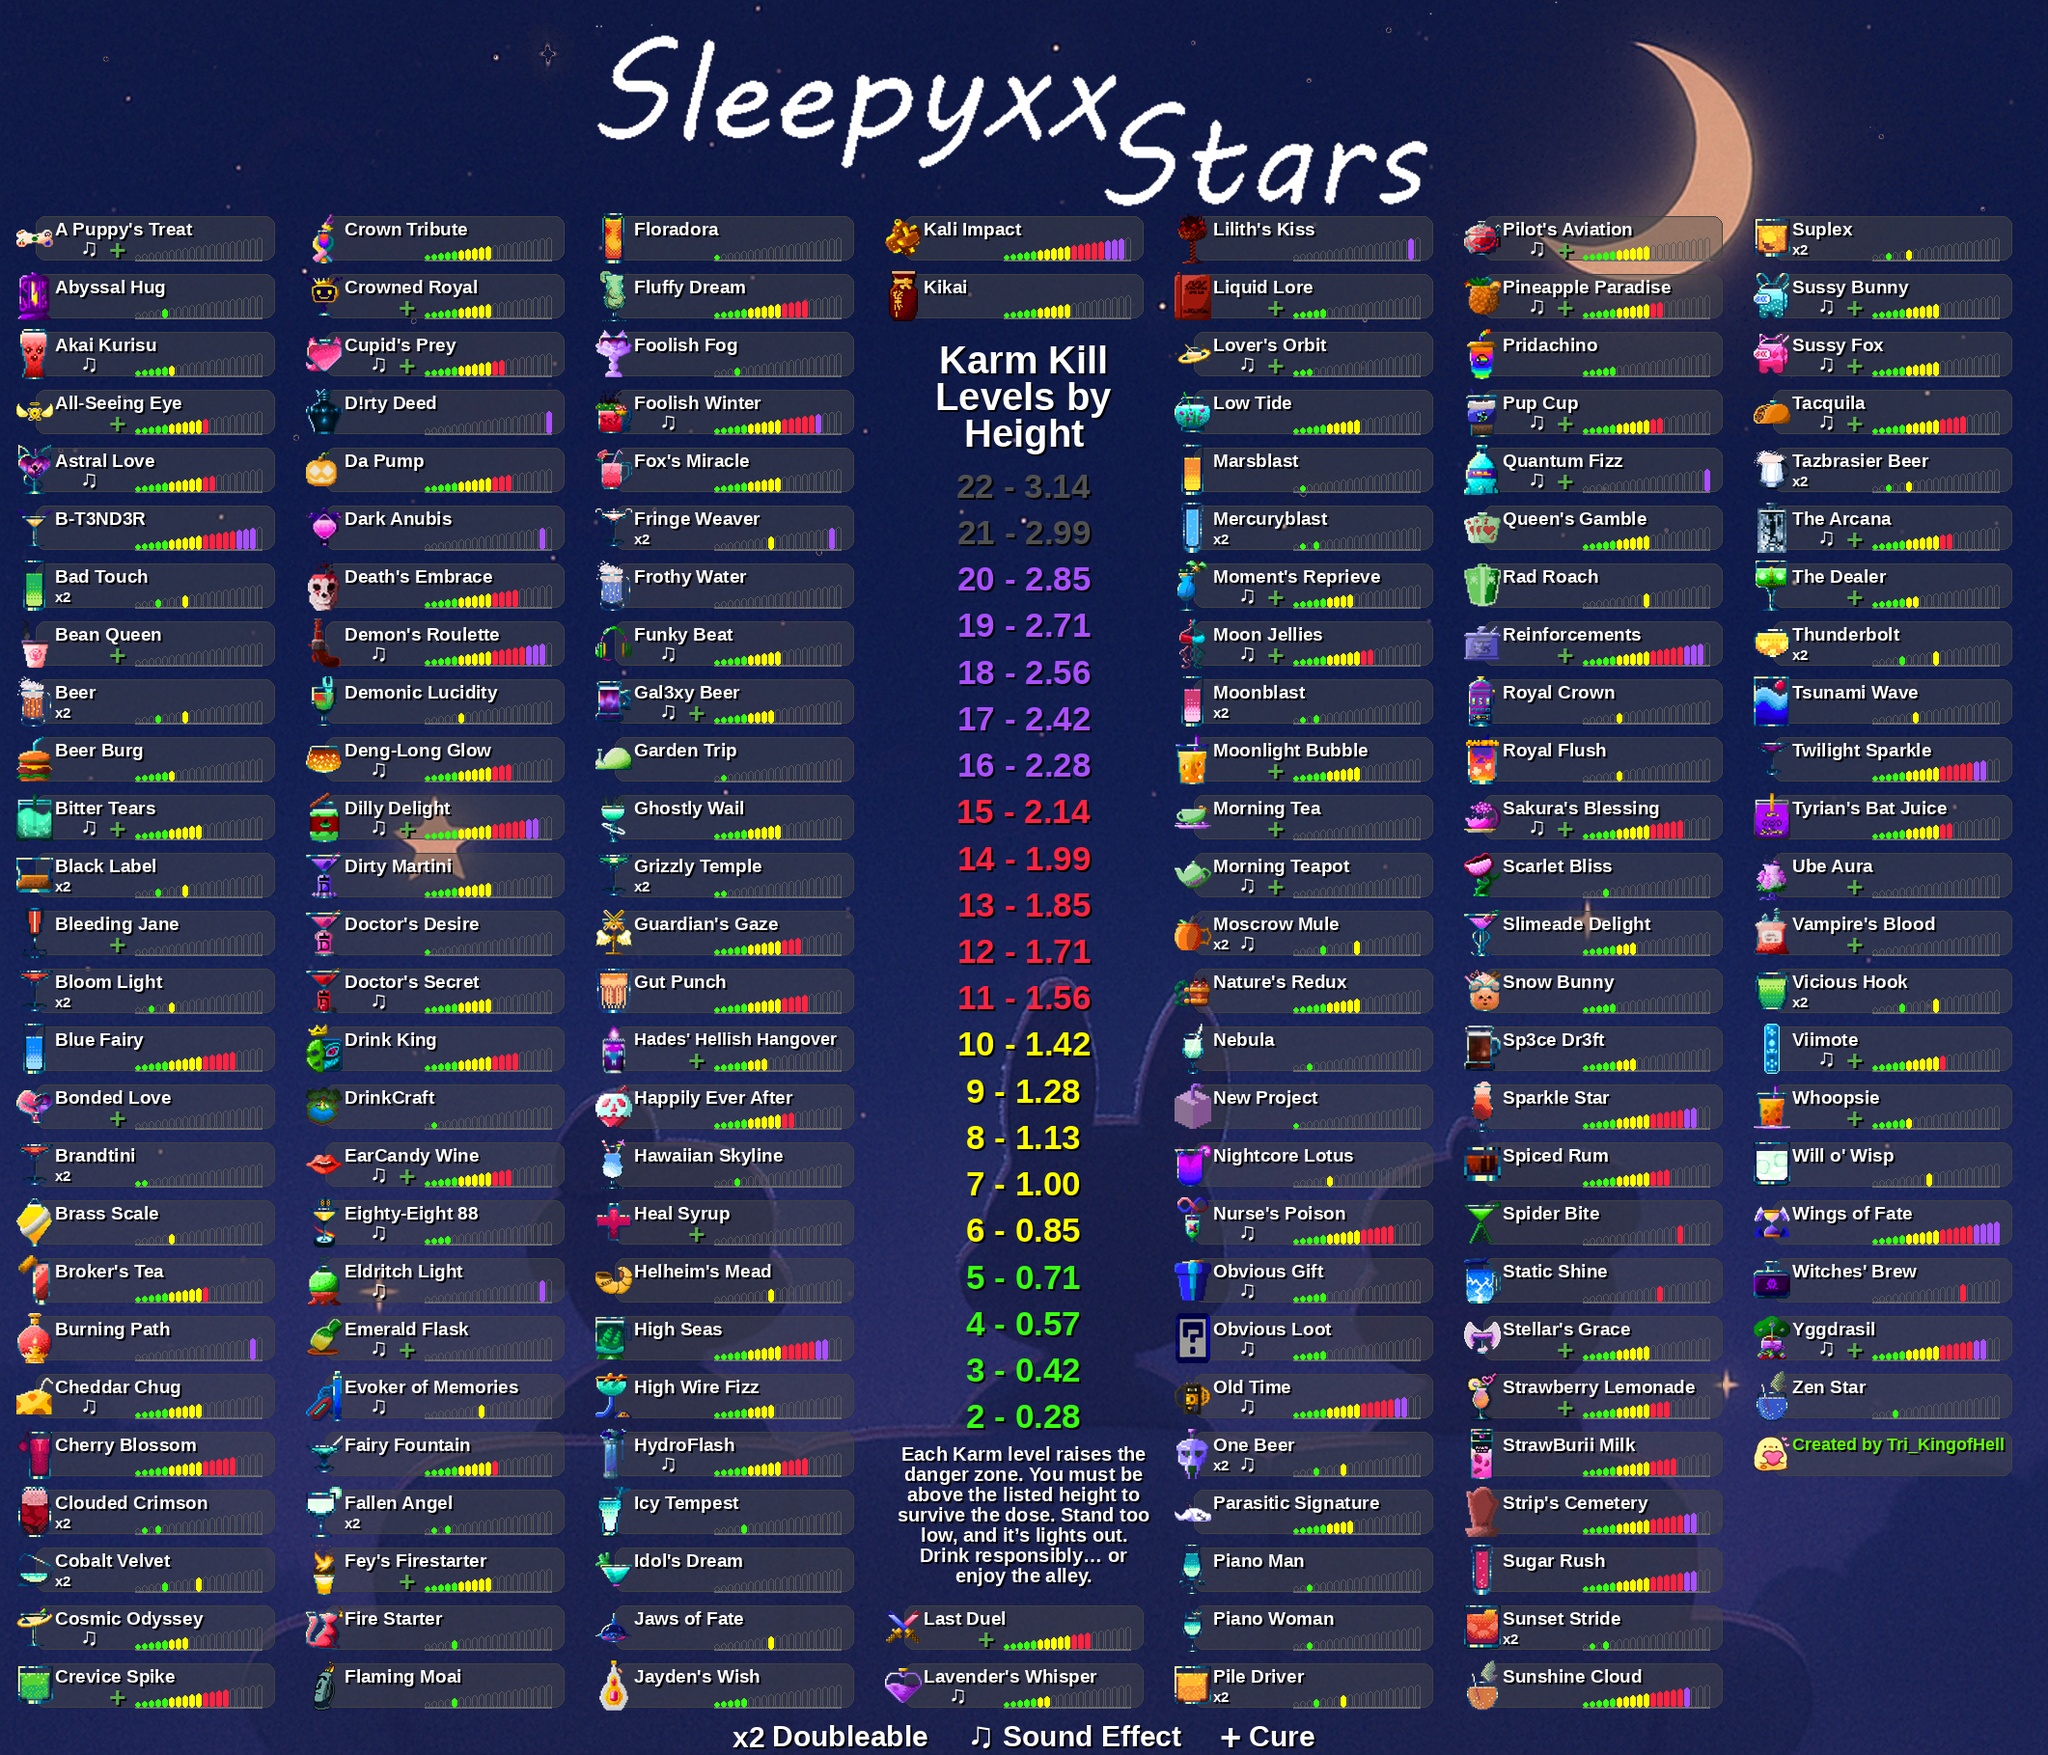 Sleepyxx
Stars
A Puppy's Treat
♫ +
Abyssal Hug
Akai Kurisu
♫
All-Seeing Eye
+
Astral Love
♫
B-T3ND3R
Bad Touch
x2
Bean Queen
+
Beer
x2
Beer Burg
Bitter Tears
♫ +
Black Label
x2
Bleeding Jane
+
Bloom Light
x2
Blue Fairy
Bonded Love
+
Brandtini
x2
Brass Scale
Broker's Tea
Burning Path
Cheddar Chug
♫
Cherry Blossom
Clouded Crimson
x2
Cobalt Velvet
x2
Cosmic Odyssey
♫
Crevice Spike
+
Crown Tribute
Crowned Royal
+
Cupid's Prey
♫ +
D!rty Deed
Da Pump
Dark Anubis
Death's Embrace
Demon's Roulette
♫
Demonic Lucidity
Deng-Long Glow
♫
Dilly Delight
♫ +
Dirty Martini
Doctor's Desire
Doctor's Secret
♫
Drink King
DrinkCraft
EarCandy Wine
♫ +
Eighty-Eight 88
♫
Eldritch Light
♫
Emerald Flask
♫ +
Evoker of Memories
♫
Fairy Fountain
Fallen Angel
x2
Fey's Firestarter
+
Fire Starter
Flaming Moai
Floradora
Fluffy Dream
Foolish Fog
Foolish Winter
♫
Fox's Miracle
Fringe Weaver
x2
Frothy Water
Funky Beat
♫
Gal3xy Beer
♫ +
Garden Trip
Ghostly Wail
Grizzly Temple
x2
Guardian's Gaze
Gut Punch
Hades' Hellish Hangover
+
Happily Ever After
Hawaiian Skyline
Heal Syrup
+
Helheim's Mead
High Seas
High Wire Fizz
HydroFlash
♫
Icy Tempest
Idol's Dream
Jaws of Fate
Jayden's Wish
Kali Impact
Kikai
Karm Kill
Levels by
Height
22 - 3.14
21 - 2.99
20 - 2.85
19 - 2.71
18 - 2.56
17 - 2.42
16 - 2.28
15 - 2.14
14 - 1.99
13 - 1.85
12 - 1.71
11 - 1.56
10 - 1.42
9 - 1.28
8 - 1.13
7 - 1.00
6 - 0.85
5 - 0.71
4 - 0.57
3 - 0.42
2 - 0.28
Each Karm level raises the
danger zone. You must be
above the listed height to
survive the dose. Stand too
low, and it's lights out.
Drink responsibly... or
enjoy the alley.
Last Duel
+
Lavender's Whisper
♫
Lilith's Kiss
Liquid Lore
+
Lover's Orbit
♫ +
Low Tide
Marsblast
Mercuryblast
x2
Moment's Reprieve
♫ +
Moon Jellies
♫ +
Moonblast
x2
Moonlight Bubble
+
Morning Tea
+
Morning Teapot
♫ +
Moscrow Mule
x2 ♫
Nature's Redux
Nebula
New Project
Nightcore Lotus
Nurse's Poison
♫
Obvious Gift
♫
Obvious Loot
♫
Old Time
♫
One Beer
x2 ♫
Parasitic Signature
Piano Man
Piano Woman
Pile Driver
x2
Pilot's Aviation
♫ +
Pineapple Paradise
♫ +
Pridachino
Pup Cup
♫ +
Quantum Fizz
♫ +
Queen's Gamble
Rad Roach
Reinforcements
+
Royal Crown
Royal Flush
Sakura's Blessing
♫ +
Scarlet Bliss
Slimeade Delight
Snow Bunny
Sp3ce Dr3ft
Sparkle Star
Spiced Rum
Spider Bite
Static Shine
Stellar's Grace
+
Strawberry Lemonade
+
StrawBurii Milk
Strip's Cemetery
Sugar Rush
Sunset Stride
x2
Sunshine Cloud
Suplex
x2
Sussy Bunny
♫ +
Sussy Fox
♫ +
Tacquila
Tazbrasier Beer
x2
The Arcana
♫ +
The Dealer
+
Thunderbolt
x2
Tsunami Wave
Twilight Sparkle
Tyrian's Bat Juice
Ube Aura
+
Vampire's Blood
+
Vicious Hook
x2
Viimote
♫ +
Whoopsie
+
Will o' Wisp
Wings of Fate
Witches' Brew
Yggdrasil
♫ +
Zen Star
Created by Tri_KingofHell
x2 Doubleable ♫ Sound Effect + Cure